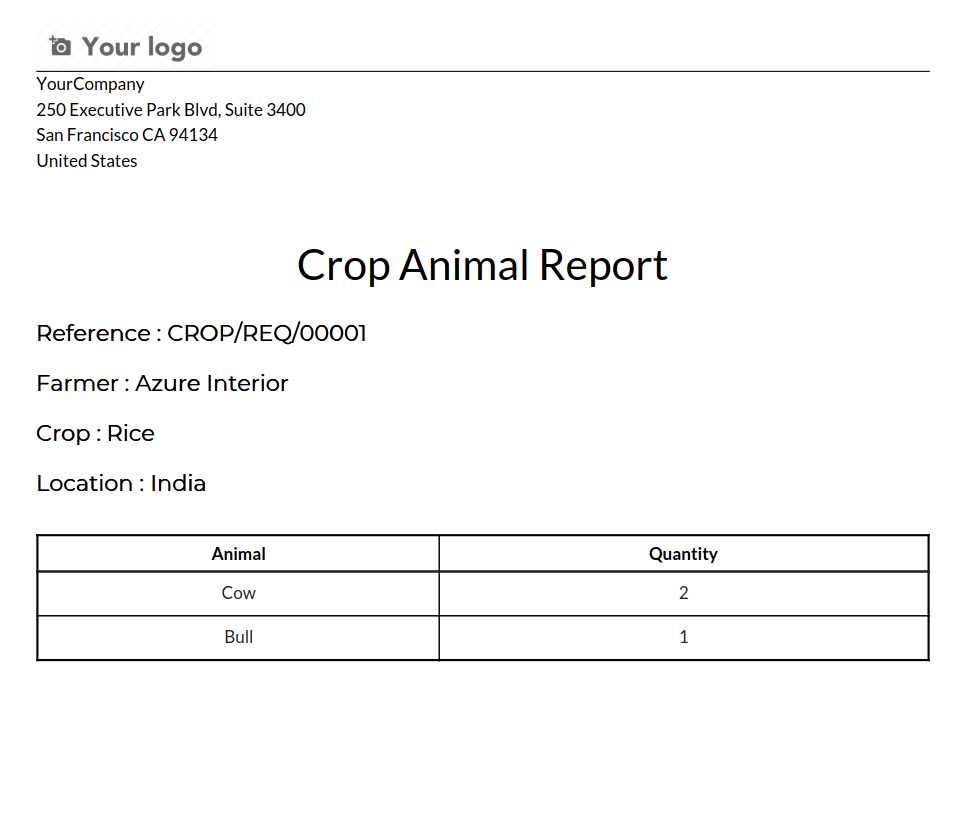 Your logo
YourCompany
250 Executive Park Blvd, Suite 3400
San Francisco CA 94134
United States
Crop Animal Report
Reference : CROP/REQ/00001
Farmer : Azure Interior
Crop : Rice
Location : India
Animal Quantity
Cow 2
Bull 1